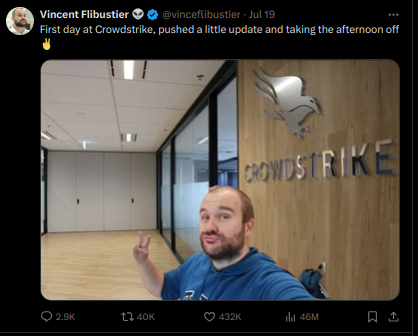 Vincent Flibustier 👽 @vinceflibustier · Jul 19 ...
First day at Crowdstrike, pushed a little update and taking the afternoon off
✌️
CROWDSTRIKE
2.9K 40K 432K 46M